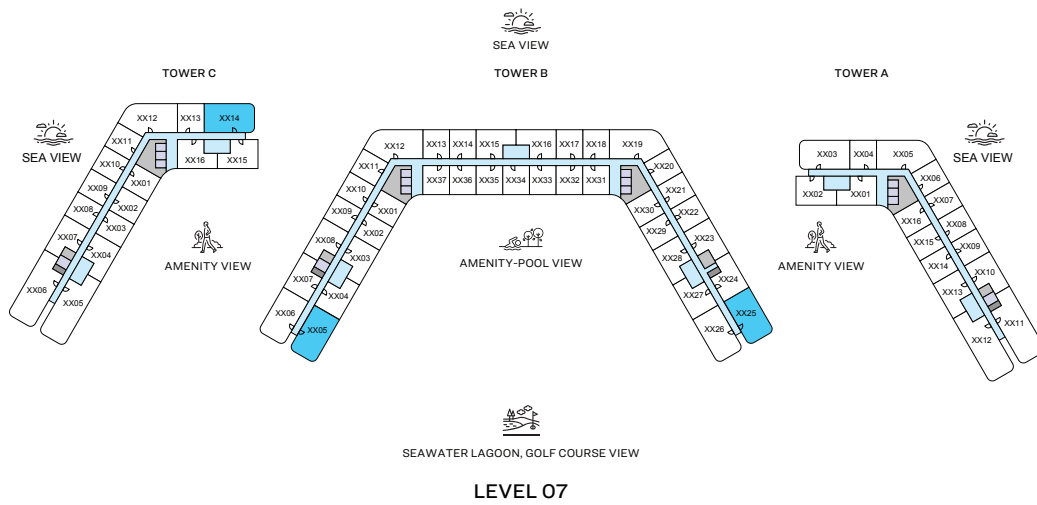 SEA VIEW
TOWER C
TOWER B
TOWER A
SEA VIEW
XX12
XX13
XX14
XX11
XX10
XX09
XX08
XX07
XX06
XX16
XX15
XX01
XX02
XX03
XX04
XX05
AMENITY VIEW
XX12
XX13
XX14
XX15
XX16
XX17
XX18
XX19
XX11
XX10
XX09
XX08
XX07
XX06
XX37
XX36
XX35
XX34
XX33
XX32
XX31
XX01
XX02
XX03
XX04
XX05
XX20
XX21
XX22
XX23
XX24
XX25
XX30
XX29
XX28
XX27
XX26
AMENITY-POOL VIEW
XX03
XX04
XX05
XX02
XX01
XX06
XX07
XX08
XX09
XX10
XX11
XX16
XX15
XX14
XX13
XX12
SEA VIEW
AMENITY VIEW
SEAWATER LAGOON, GOLF COURSE VIEW
LEVEL 07